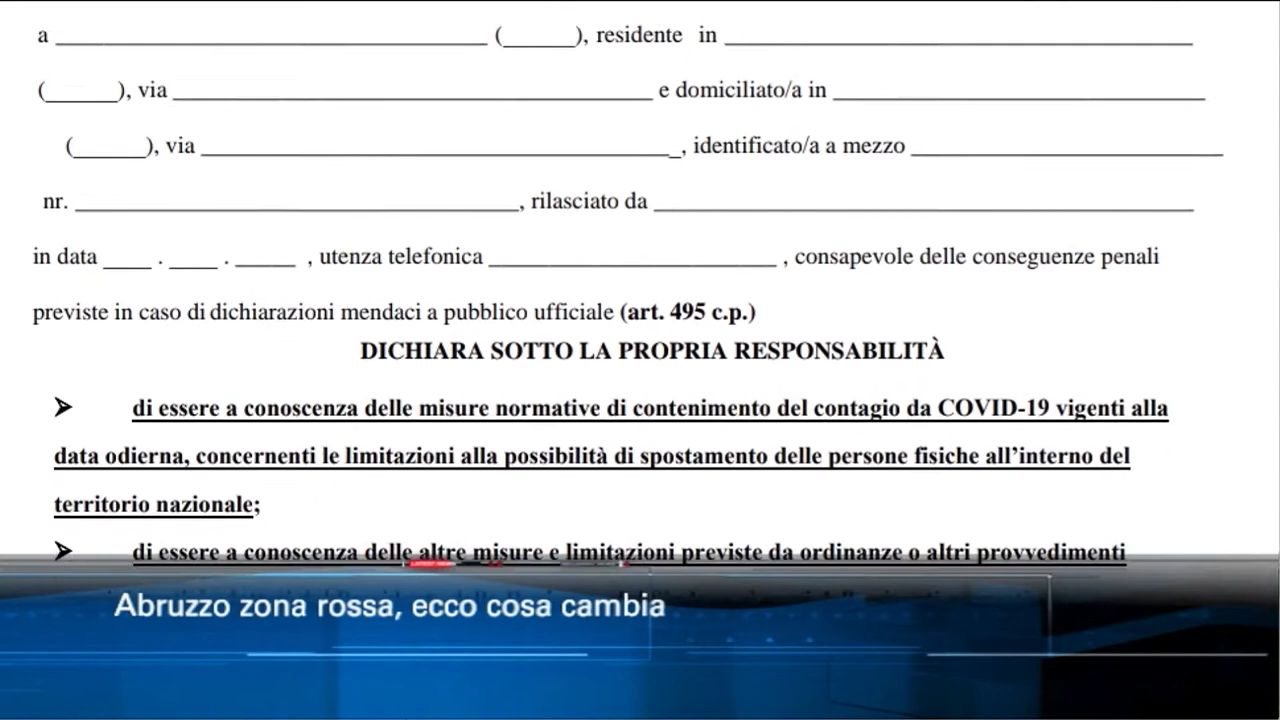 a ____________________________________ (______), residente in _______________________________________
(______), via ________________________________________ e domiciliato/a in _______________________________
(______), via ________________________________________, identificato/a a mezzo __________________________
nr. _____________________________________, rilasciato da _____________________________________________
in data ____ . ____ . _____ , utenza telefonica ________________________ , consapevole delle conseguenze penali
previste in caso di dichiarazioni mendaci a pubblico ufficiale (art. 495 c.p.)
DICHIARA SOTTO LA PROPRIA RESPONSABILITÀ
➢ di essere a conoscenza delle misure normative di contenimento del contagio da COVID-19 vigenti alla
data odierna, concernenti le limitazioni alla possibilità di spostamento delle persone fisiche all’interno del
territorio nazionale;
➢ di essere a conoscenza delle altre misure e limitazioni previste da ordinanze o altri provvedimenti
Abruzzo zona rossa, ecco cosa cambia